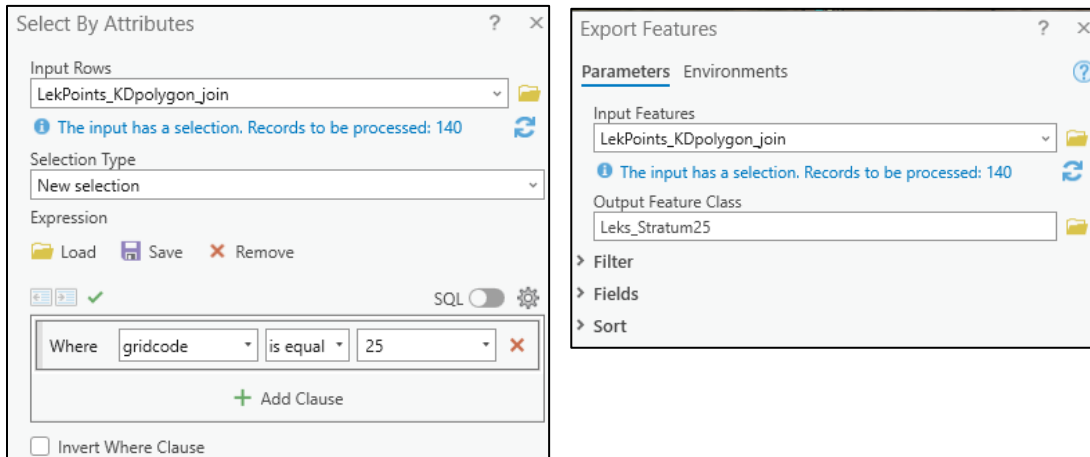 Select By Attributes ? ×
Input Rows
LekPoints_KDpolygon_join
The input has a selection. Records to be processed: 140
Selection Type
New selection
Expression
Load Save Remove
SQL
Where gridcode is equal 25
Add Clause
Invert Where Clause
Export Features ? ×
Parameters Environments
Input Features
LekPoints_KDpolygon_join
The input has a selection. Records to be processed: 140
Output Feature Class
Leks_Stratum25
Filter
Fields
Sort